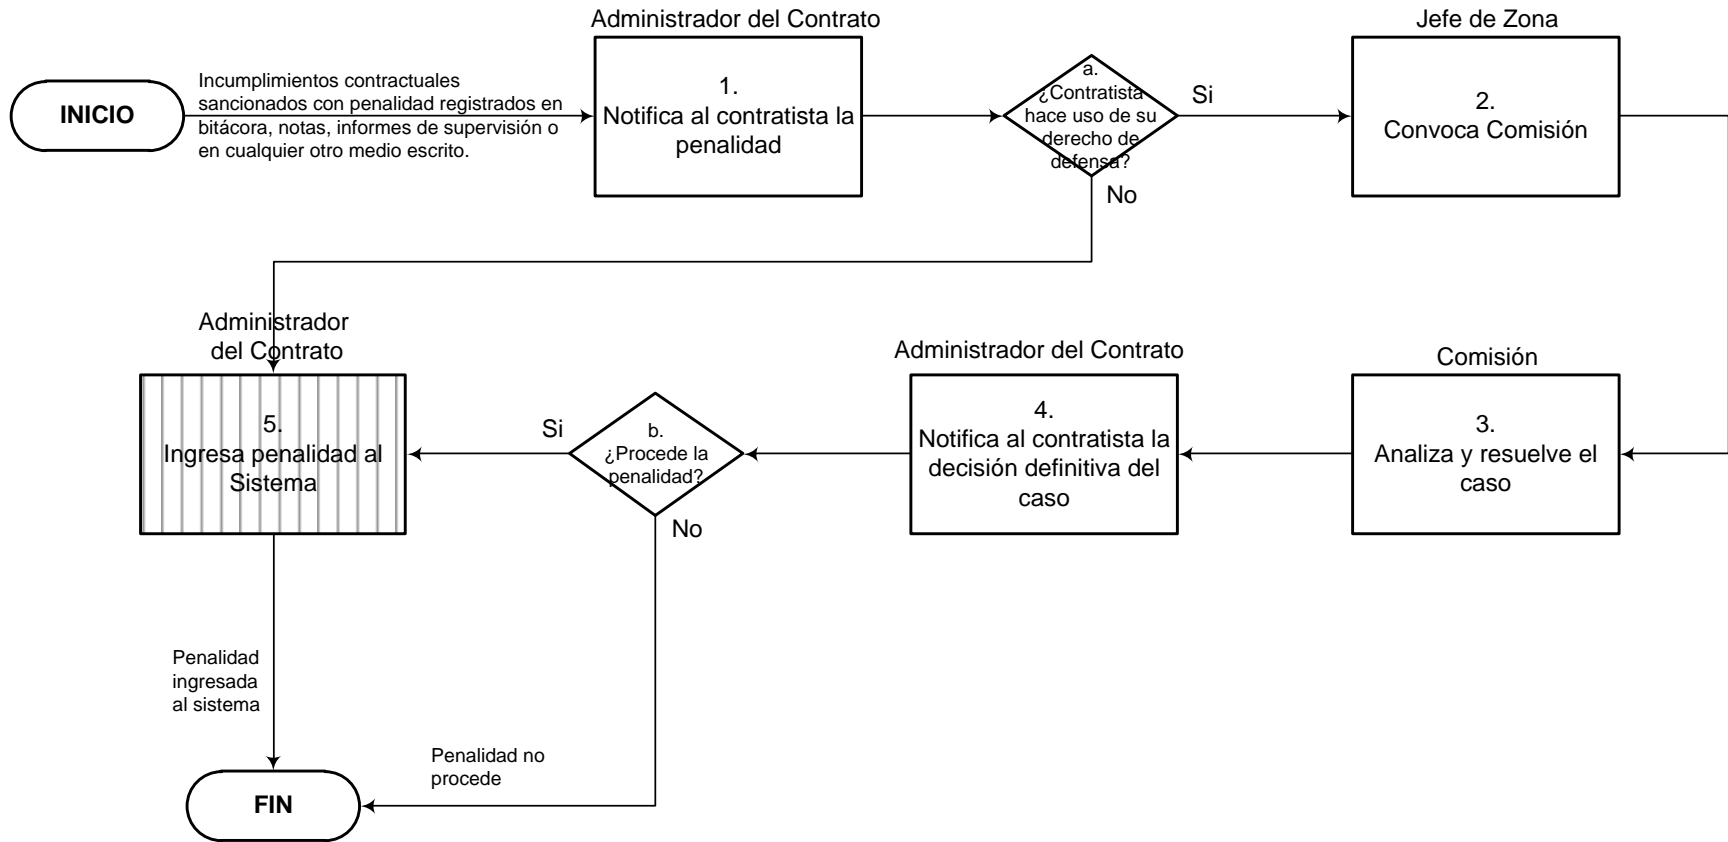 Administrador del Contrato
Jefe de Zona
INICIO
Incumplimientos contractuales
sancionados con penalidad registrados en
bitácora, notas, informes de supervisión o
en cualquier otro medio escrito.
1.
Notifica al contratista la
penalidad
a.
¿Contratista
hace uso de su
derecho de
defensa?
Si
No
2.
Convoca Comisión
Administrador
del Contrato
Administrador del Contrato
Comisión
5.
Ingresa penalidad al
Sistema
Si
b.
¿Procede la
penalidad?
No
4.
Notifica al contratista la
decisión definitiva del
caso
3.
Analiza y resuelve el
caso
Penalidad
ingresada
al sistema
Penalidad no
procede
FIN